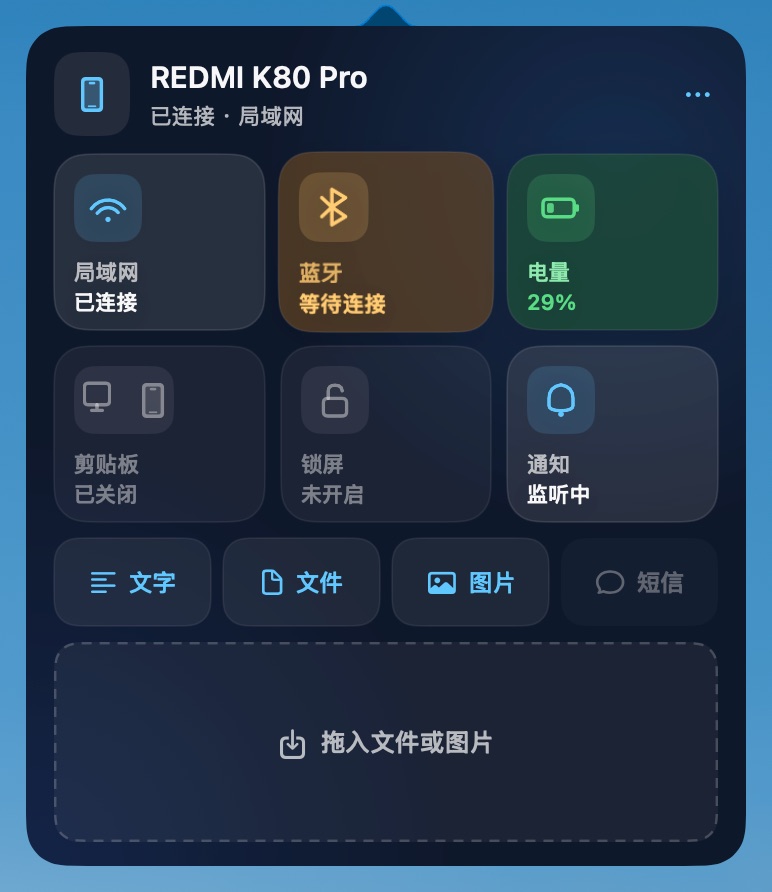 REDMI K80 Pro
已连接 · 局域网
局域网
已连接
蓝牙
等待连接
电量
29%
剪贴板
已关闭
锁屏
未开启
通知
监听中
文字
文件
图片
短信
拖入文件或图片